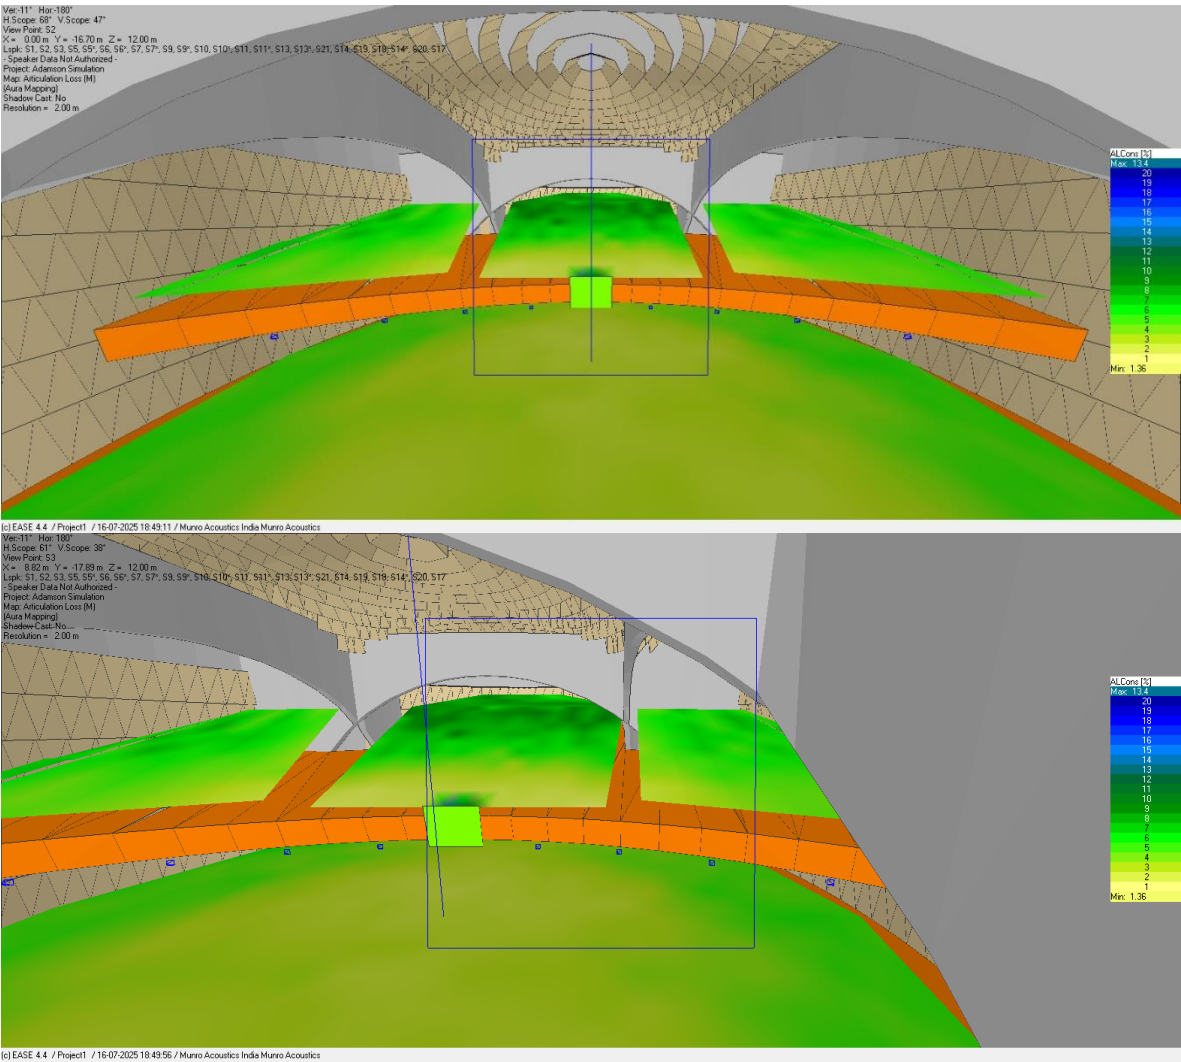 Ver:-11° Hor:-180°
H.Scope: 68° V.Scope: 47°
View Point: S2
X = 0.00 m Y = -16.70 m Z = 12.00 m
Lspk: S1, S2, S3, S5, S5*, S6, S6*, S7, S7*, S9, S9*, S10, S10*, S11, S11*, S13, S13*, S21, S14, S19, S18, S14*, S20, S17
- Speaker Data Not Authorized -
Project: Adamson Simulation
Map: Articulation Loss (M)
(Aura Mapping)
Shadow Cast: No
Resolution = 2.00 m
ALCons [%]
Max: 13.4
20
19
18
17
16
15
14
13
12
11
10
9
8
7
6
5
4
3
2
1
Min: 1.36
(c) EASE 4.4 / Project1 / 16-07-2025 18:49:11 / Munro Acoustics India Munro Acoustics
Ver:-11° Hor: 180°
H.Scope: 61° V.Scope: 38°
View Point: S3
X = 8.82 m Y = -17.89 m Z = 12.00 m
Lspk: S1, S2, S3, S5, S5*, S6, S6*, S7, S7*, S9, S9*, S10, S10*, S11, S11*, S13, S13*, S21, S14, S19, S18, S14*, S20, S17
- Speaker Data Not Authorized -
Project: Adamson Simulation
Map: Articulation Loss (M)
(Aura Mapping)
Shadow Cast: No
Resolution = 2.00 m
ALCons [%]
Max: 13.4
20
19
18
17
16
15
14
13
12
11
10
9
8
7
6
5
4
3
2
1
Min: 1.36
(c) EASE 4.4 / Project1 / 16-07-2025 18:49:56 / Munro Acoustics India Munro Acoustics